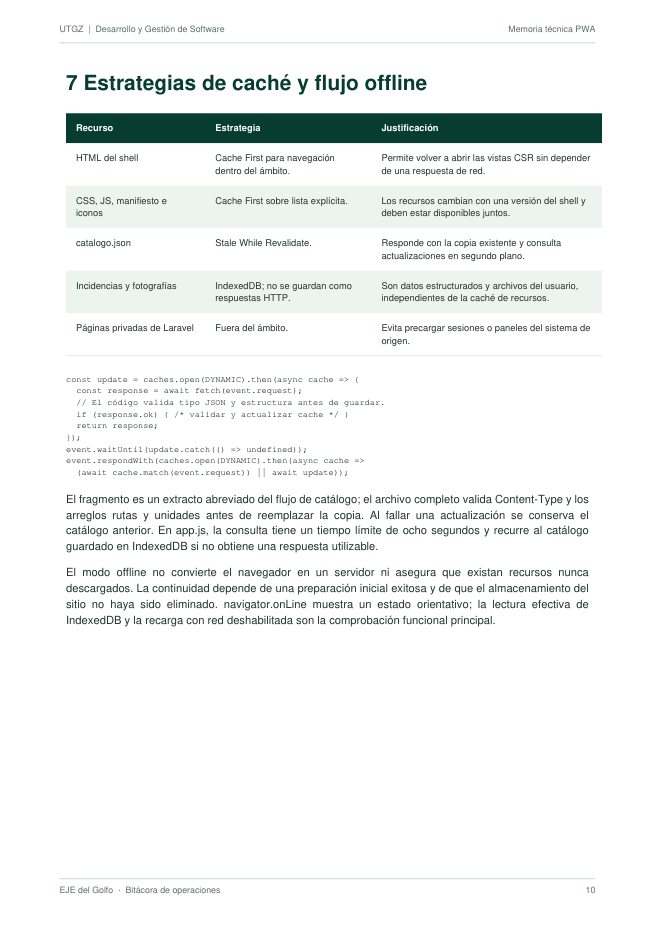 UTGZ | Desarrollo y Gestión de Software
Memoria técnica PWA
7 Estrategias de caché y flujo offline
Recurso
Estrategia
Justificación
HTML del shell
Cache First para navegación
dentro del ámbito.
Permite volver a abrir las vistas CSR sin depender
de una respuesta de red.
CSS, JS, manifiesto e
iconos
Cache First sobre lista explícita.
Los recursos cambian con una versión del shell y
deben estar disponibles juntos.
catalogo.json
Stale While Revalidate.
Responde con la copia existente y consulta
actualizaciones en segundo plano.
Incidencias y fotografías
IndexedDB; no se guardan como
respuestas HTTP.
Son datos estructurados y archivos del usuario,
independientes de la caché de recursos.
Páginas privadas de Laravel
Fuera del ámbito.
Evita precargar sesiones o paneles del sistema de
origen.
const update = caches.open(DYNAMIC).then(async cache => {
  const response = await fetch(event.request);
  // El código valida tipo JSON y estructura antes de guardar.
  if (response.ok) { /* validar y actualizar cache */ }
  return response;
});
event.waitUntil(update.catch(() => undefined));
event.respondWith(caches.open(DYNAMIC).then(async cache =>
  (await cache.match(event.request)) || await update));
El fragmento es un extracto abreviado del flujo de catálogo; el archivo completo valida Content-Type y los
arreglos rutas y unidades antes de reemplazar la copia. Al fallar una actualización se conserva el
catálogo anterior. En app.js, la consulta tiene un tiempo límite de ocho segundos y recurre al catálogo
guardado en IndexedDB si no obtiene una respuesta utilizable.
El modo offline no convierte el navegador en un servidor ni asegura que existan recursos nunca
descargados. La continuidad depende de una preparación inicial exitosa y de que el almacenamiento del
sitio no haya sido eliminado. navigator.onLine muestra un estado orientativo; la lectura efectiva de
IndexedDB y la recarga con red deshabilitada son la comprobación funcional principal.
EJE del Golfo · Bitácora de operaciones
10